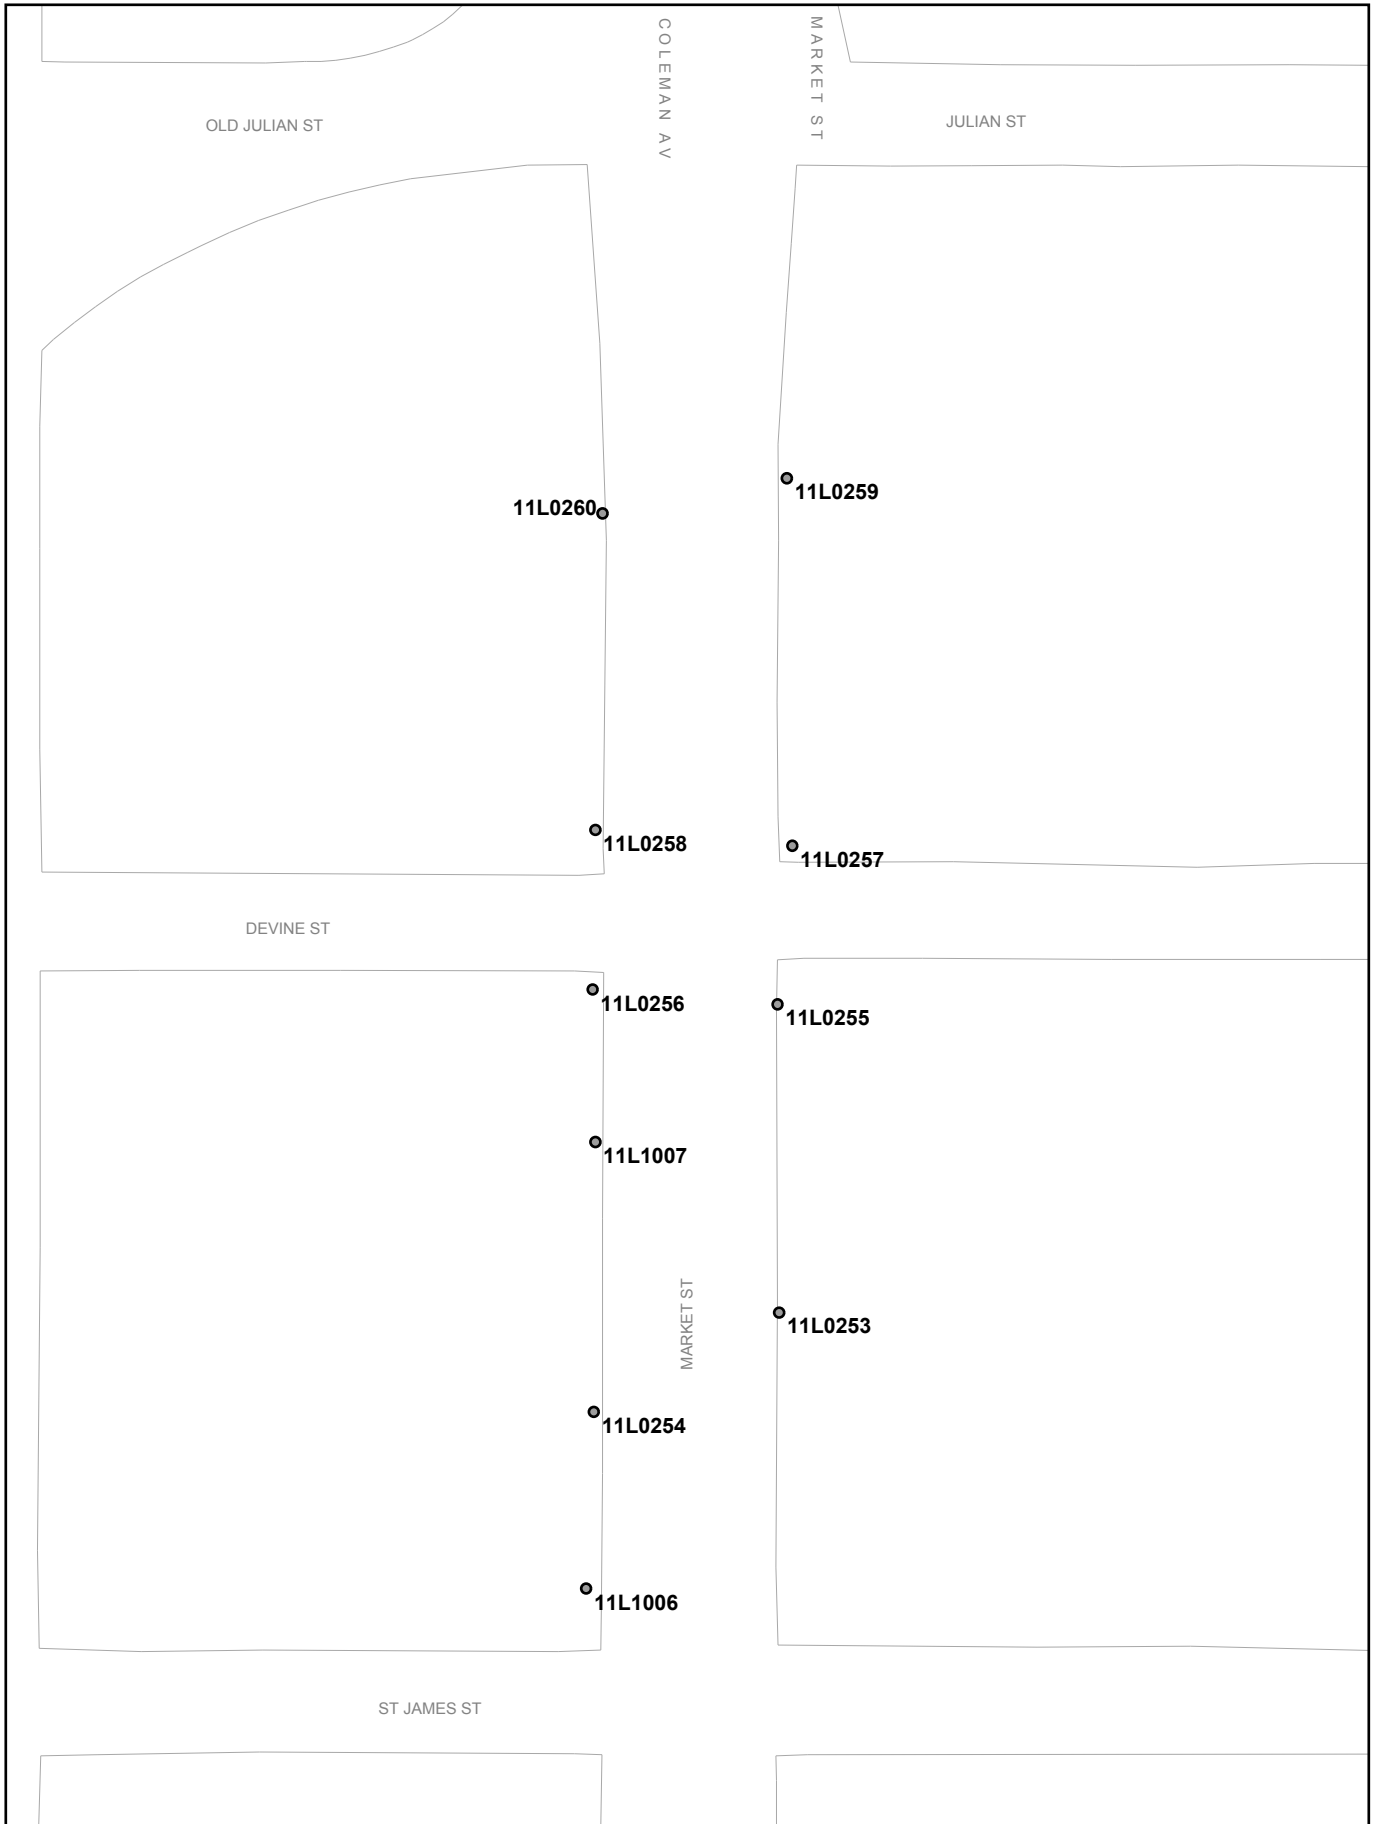 COLEMAN AV
MARKET ST
OLD JULIAN ST
JULIAN ST
11L0259
11L0260
11L0258
11L0257
DEVINE ST
11L0256
11L0255
11L1007
MARKET ST
11L0253
11L0254
11L1006
ST JAMES ST